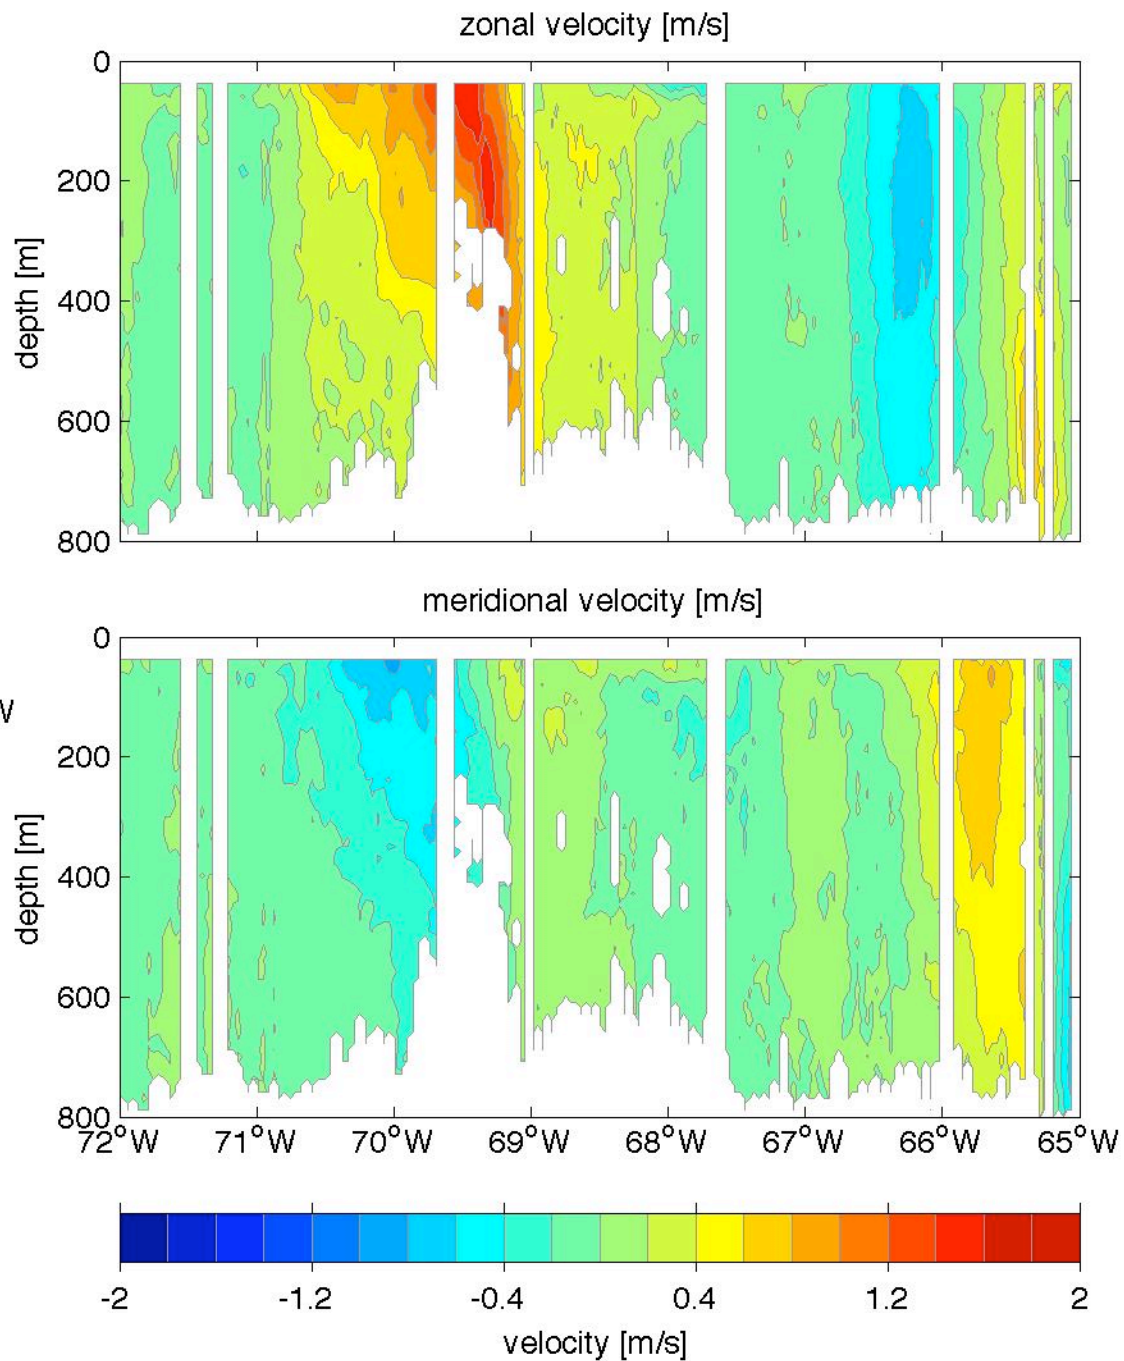 zonal velocity [m/s]
0
200
400
600
800
depth [m]
meridional velocity [m/s]
0
200
400
600
800
depth [m]
W
72°W 71°W 70°W 69°W 68°W 67°W 66°W 65°W
-2 -1.2 -0.4 0.4 1.2 2
velocity [m/s]